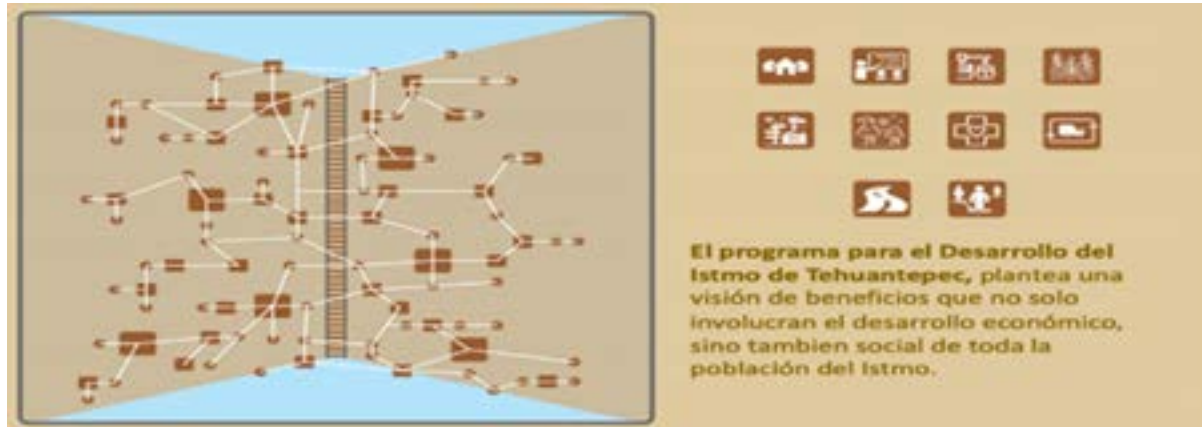 El programa para el Desarrollo del
Istmo de Tehuantepec, plantea una
visión de beneficios que no solo
involucran el desarrollo económico,
sino tambien social de toda la
población del Istmo.